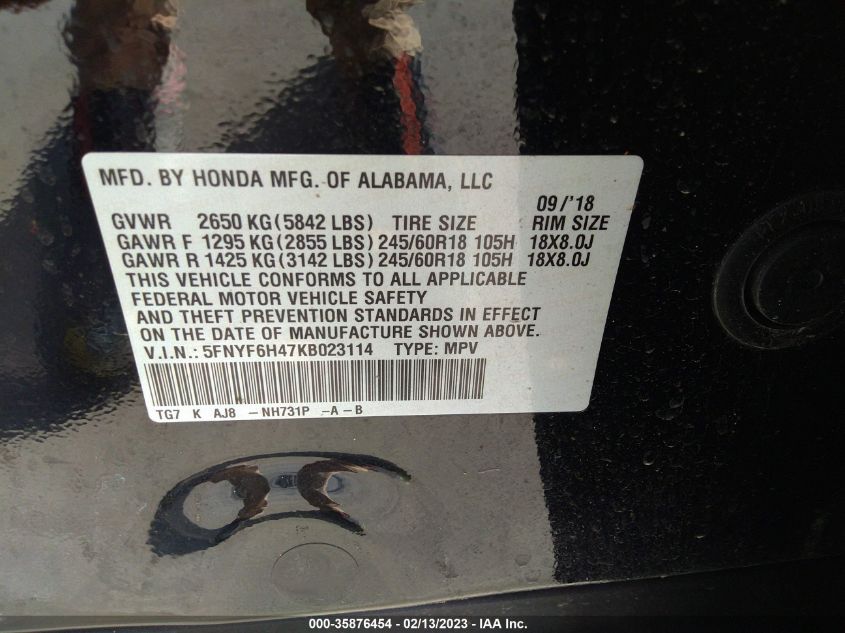 MFD. BY HONDA MFG. OF ALABAMA, LLC
09/'18
GVWR 2650 KG(5842 LBS) TIRE SIZE RIM SIZE
GAWR F 1295 KG(2855 LBS) 245/60R18 105H 18X8.0J
GAWR R 1425 KG(3142 LBS) 245/60R18 105H 18X8.0J
THIS VEHICLE CONFORMS TO ALL APPLICABLE
FEDERAL MOTOR VEHICLE SAFETY
AND THEFT PREVENTION STANDARDS IN EFFECT
ON THE DATE OF MANUFACTURE SHOWN ABOVE.
V.I.N.: 5FNYF6H47KB023114 TYPE: MPV
TG7 K AJ8 -NH731P -A-B
000-35876454 - 02/13/2023 - IAA Inc.